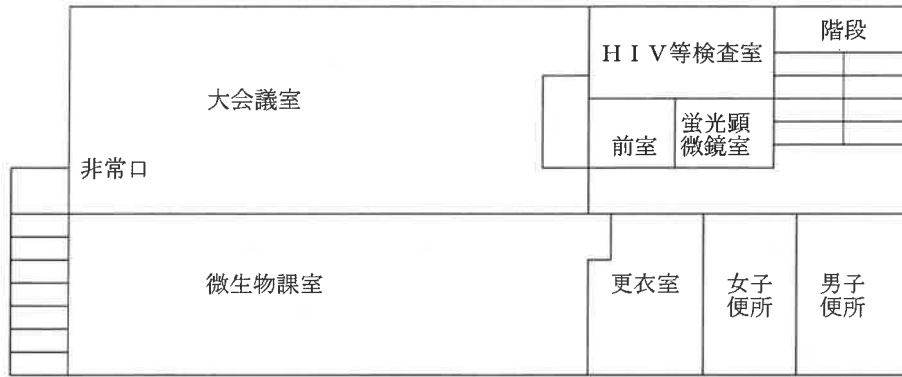 階段
ＨＩＶ等検査室
大会議室
蛍光顕
微鏡室
前室
非常口
微生物課室
更衣室
女子
便所
男子
便所